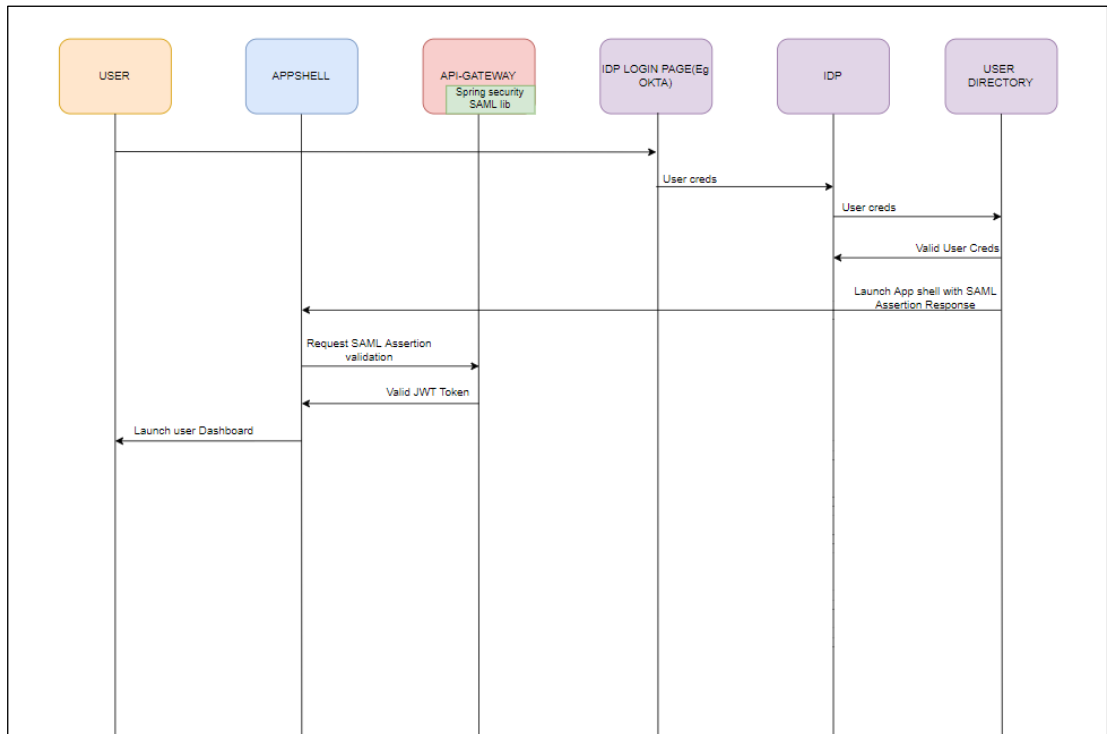 USER
APPSHELL
API-GATEWAY
Spring security
SAML lib
IDP LOGIN PAGE(Eg
OKTA)
IDP
USER
DIRECTORY
User creds
User creds
Valid User Creds
Launch App shell with SAML
Assertion Response
Request SAML Assertion
validation
Valid JWT Token
Launch user Dashboard